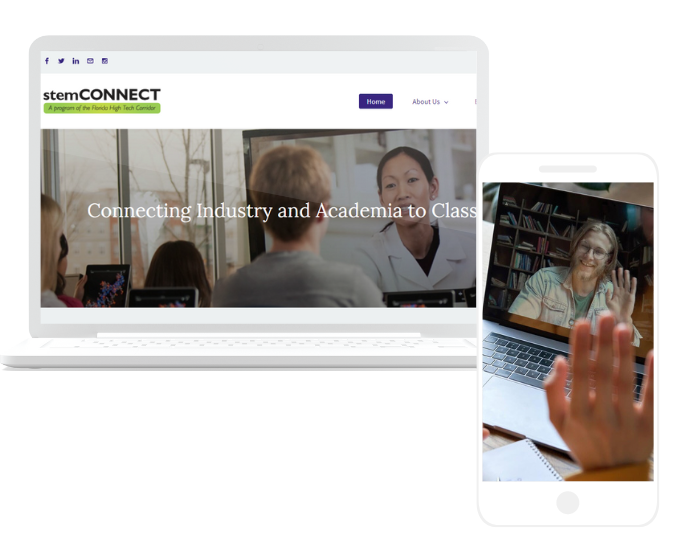 stemCONNECT
A program of the Florida High Tech Corridor
Home
About Us
Connecting Industry and Academia to Class